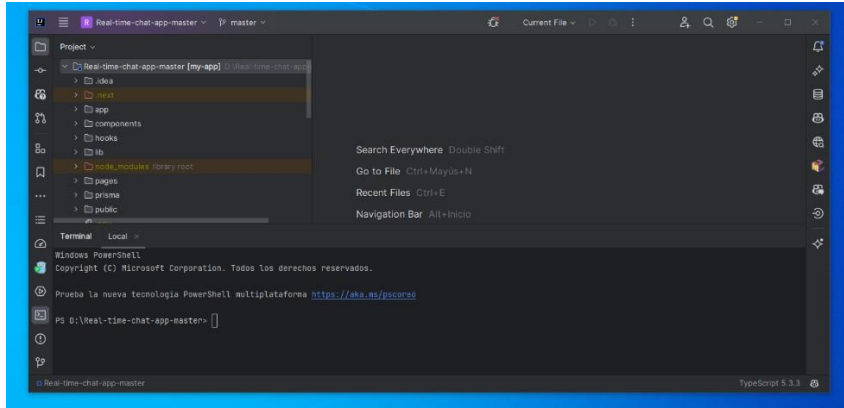 R Real-time-chat-app-master master
Current File
Project
Real-time-chat-app-master [my-app] D:\Real-time-chat-app
.idea
.next
app
components
hooks
lib
node_modules library root
pages
prisma
public
Search Everywhere Double Shift
Go to File Ctrl+Mayús+N
Recent Files Ctrl+E
Navigation Bar Alt+Inicio
Terminal Local
Windows PowerShell
Copyright (C) Microsoft Corporation. Todos los derechos reservados.
Prueba la nueva tecnología PowerShell multiplataforma https://aka.ms/pscore6
PS D:\Real-time-chat-app-master>
Real-time-chat-app-master
TypeScript 5.3.3